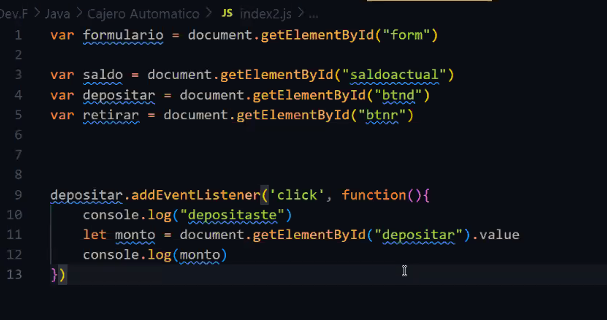 Dev.F > Java > Cajero Automatico > JS index2.js > ...
1 var formulario = document.getElementById("form")
2
3 var saldo = document.getElementById("saldoactual")
4 var depositar = document.getElementById("btnd")
5 var retirar = document.getElementById("btnr")
6
7
8
9 depositar.addEventListener('click', function(){
10 console.log("depositaste")
11 let monto = document.getElementById("depositar").value
12 console.log(monto)
13 })